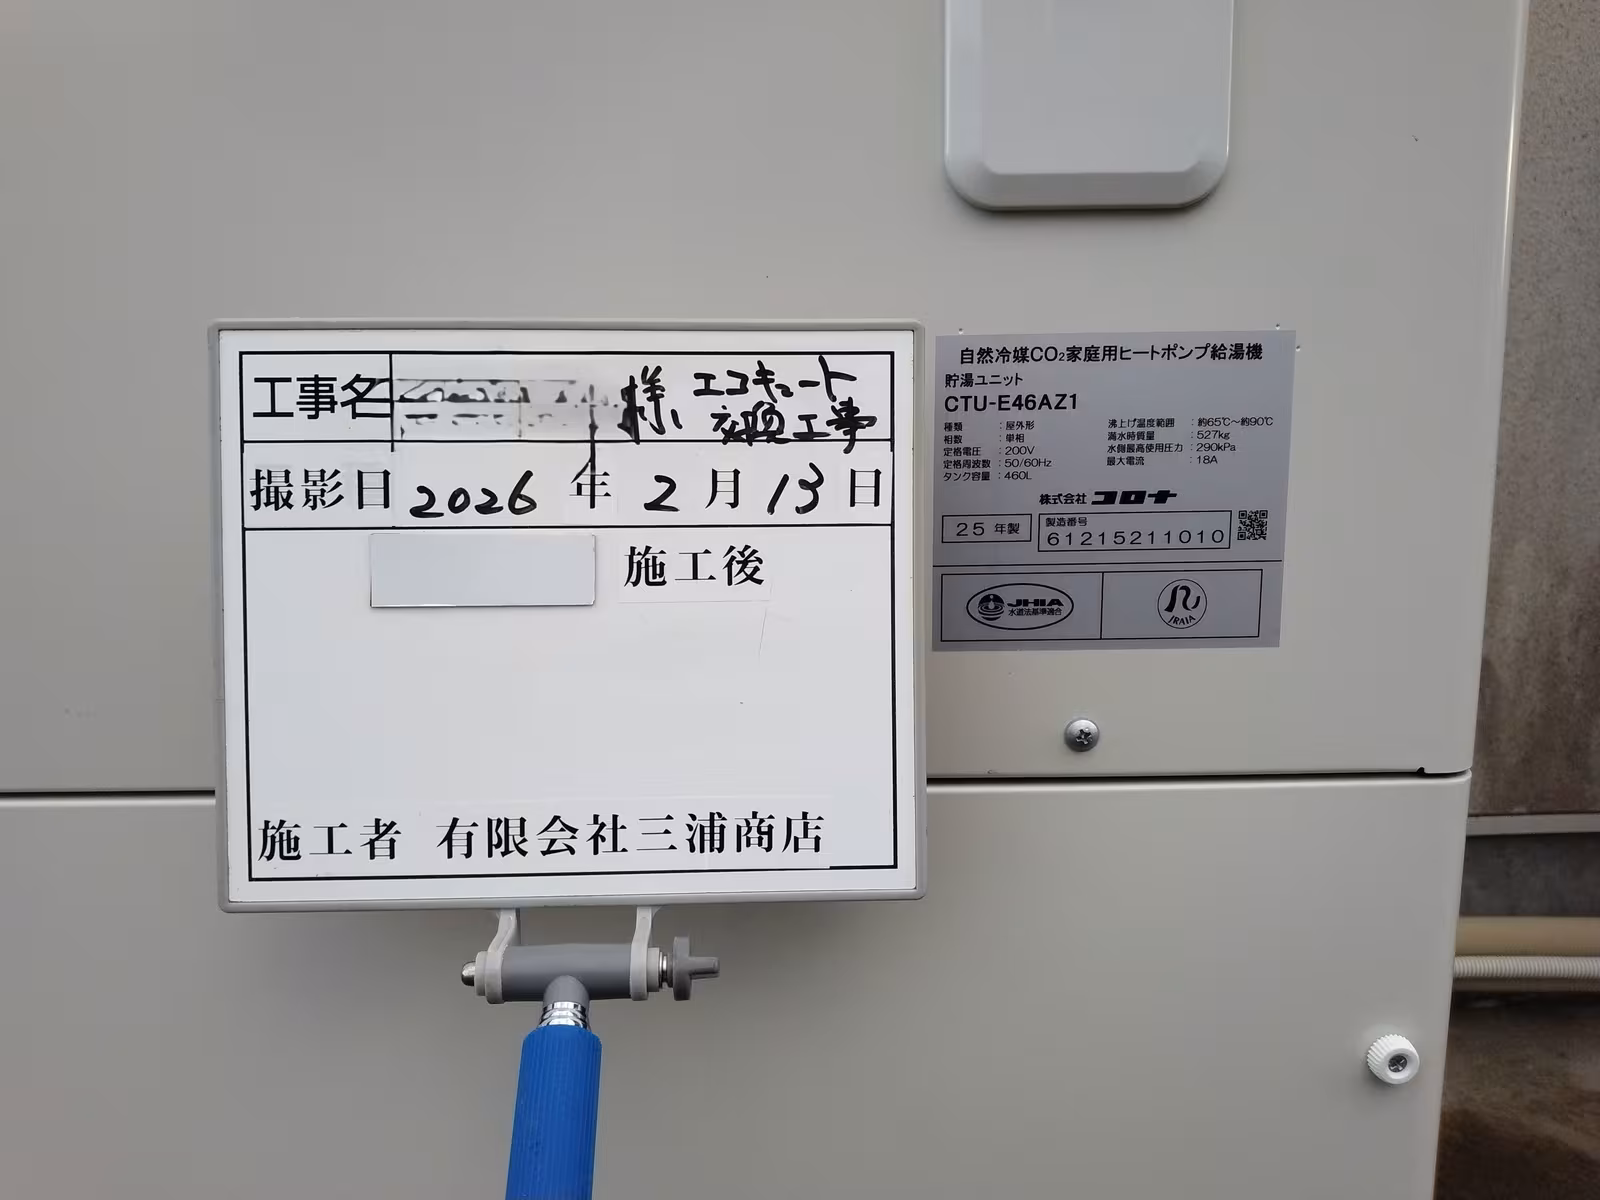 工事名 様、エコキュート
交換工事
撮影日 2026 年 2 月 13 日
施工後
施工者 有限会社三浦商店
自然冷媒CO₂家庭用ヒートポンプ給湯機
貯湯ユニット
CTU-E46AZ1
種類 : 屋外形
相数 : 単相
定格電圧 : 200V
定格周波数 : 50/60Hz
タンク容量 : 460L
沸上げ温度範囲 : 約65℃～約90℃
満水時質量 : 527kg
水側最高使用圧力 : 290kPa
最大電流 : 18A
株式会社 コロナ
25 年製
製造番号
61215211010
JHIA
水道法基準適合
JRAIA